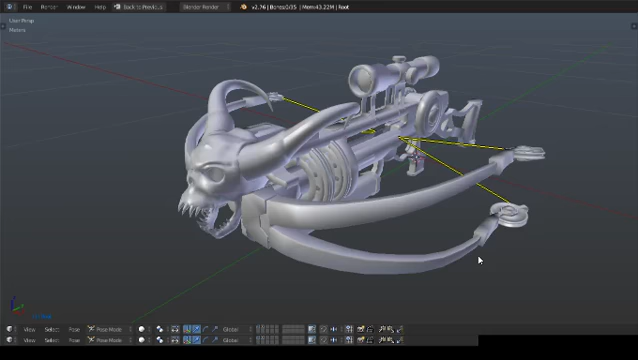 File Render Window Help Back to Previous Blender Render v2.76 | Bones:0/35 | Mem:43.22M | Root
User Persp
Meters
View Select Pose Pose Mode Global
View Select Pose Pose Mode Global